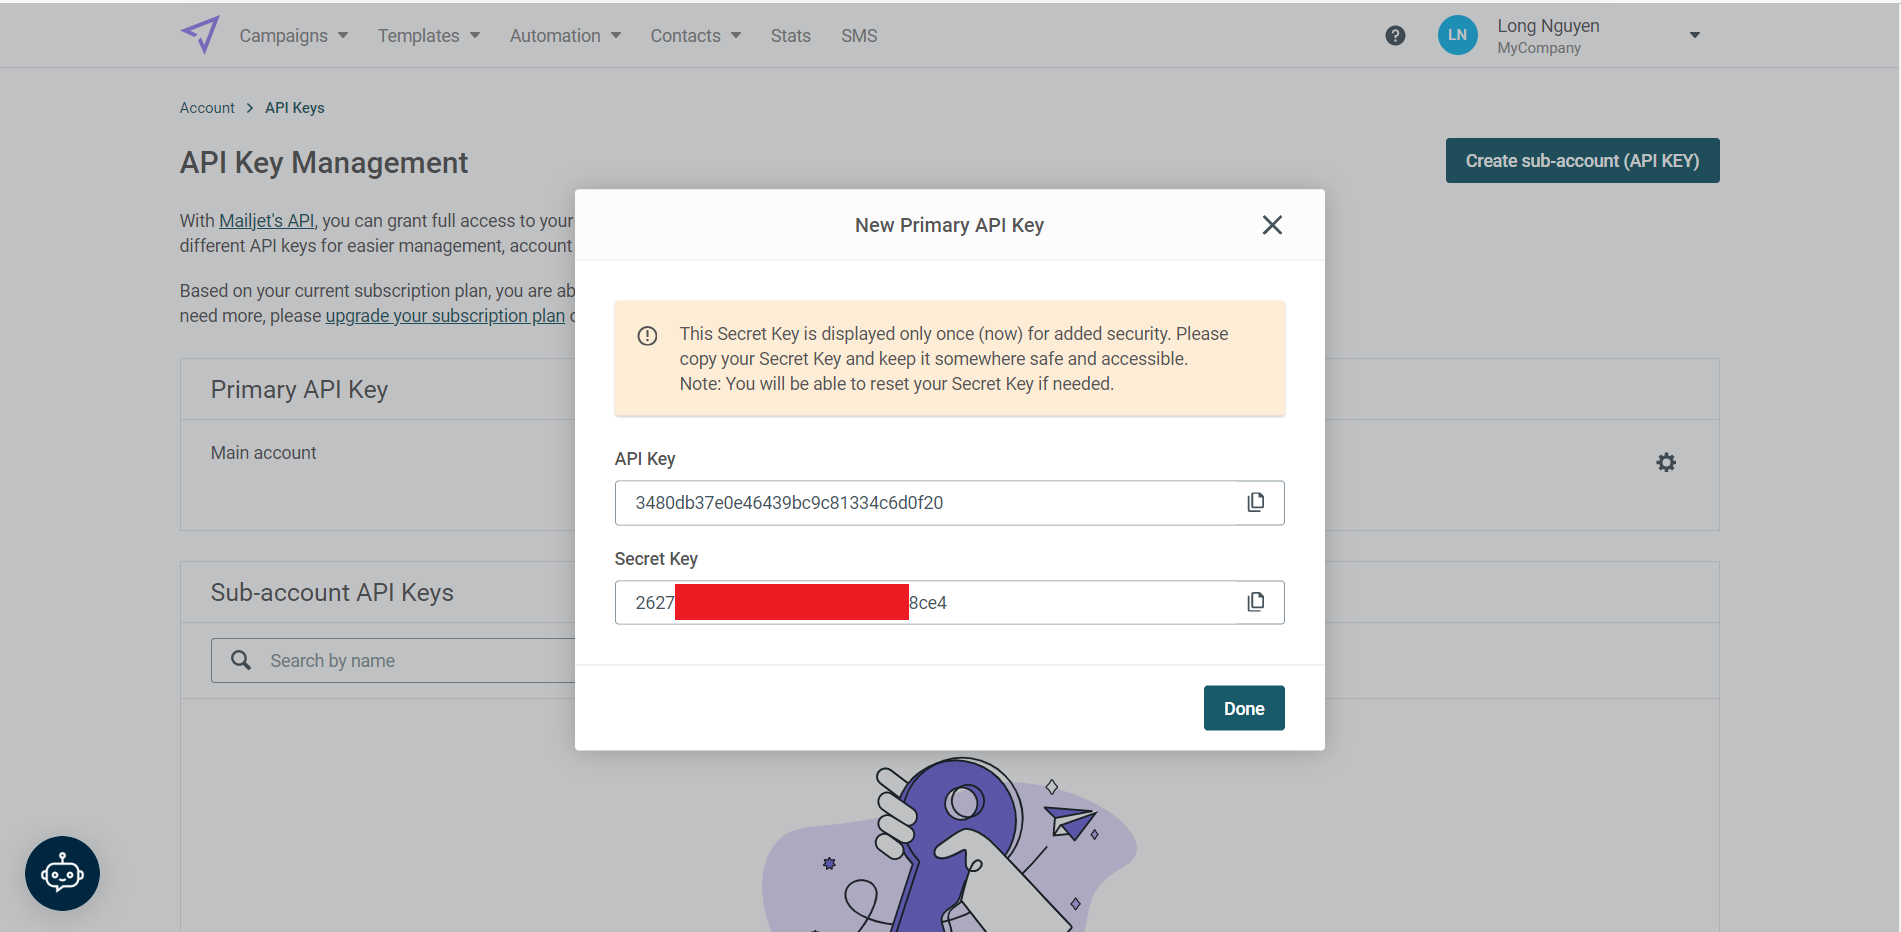 Campaigns Templates Automation Contacts Stats SMS
? LN Long Nguyen
MyCompany
Account > API Keys
API Key Management
Create sub-account (API KEY)
With Mailjet's API, you can grant full access to your
different API keys for easier management, account
Based on your current subscription plan, you are ab
need more, please upgrade your subscription plan
Primary API Key
Main account
Sub-account API Keys
Search by name
New Primary API Key
This Secret Key is displayed only once (now) for added security. Please
copy your Secret Key and keep it somewhere safe and accessible.
Note: You will be able to reset your Secret Key if needed.
API Key
3480db37e0e46439bc9c81334c6d0f20
Secret Key
2627 8ce4
Done